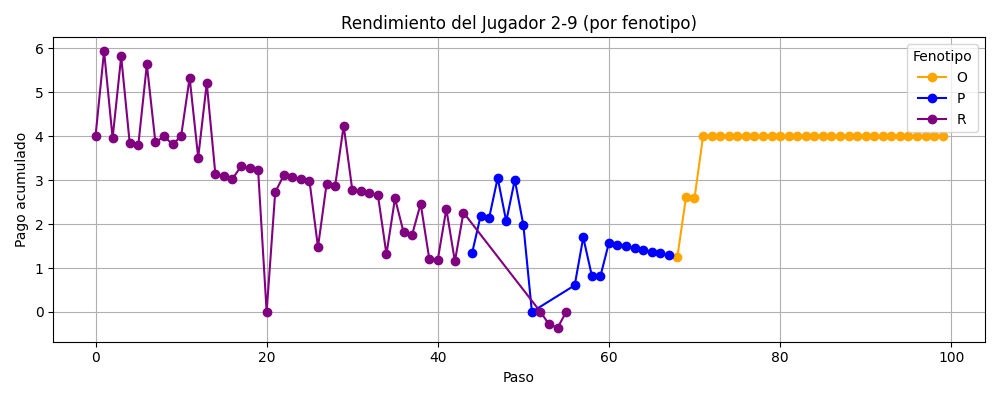 Rendimiento del Jugador 2-9 (por fenotipo)
Pago acumulado
6
5
4
3
2
1
0
0
20
40
60
80
100
Paso
Fenotipo
O
P
R